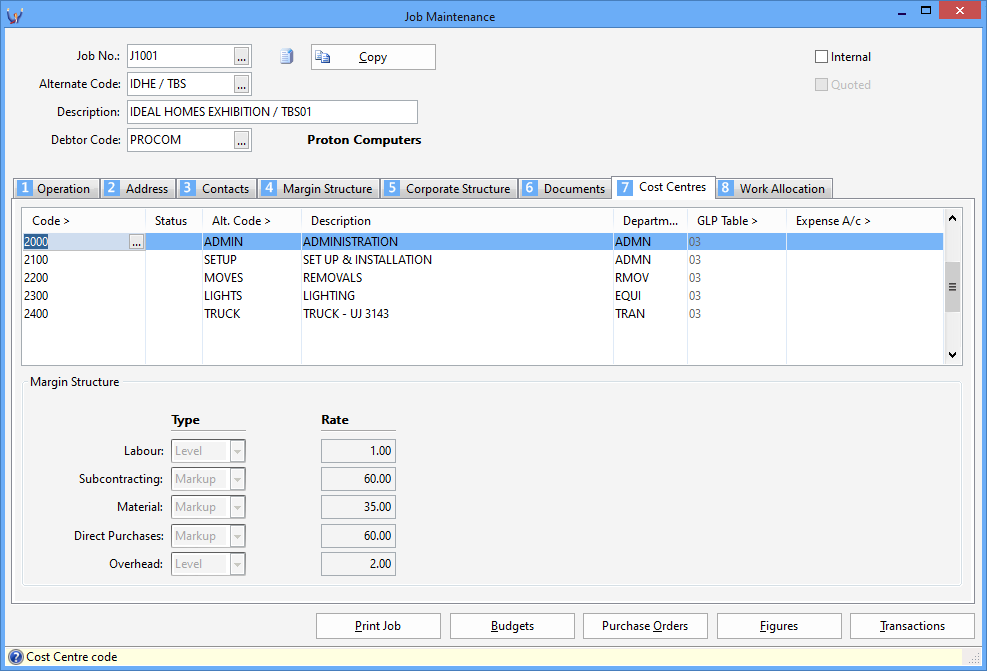 Job Maintenance
Job No.: J1001 ... Copy Internal
Alternate Code: IDHE / TBS ... Quoted
Description: IDEAL HOMES EXHIBITION / TBS01
Debtor Code: PROCOM ... Proton Computers
1 Operation 2 Address 3 Contacts 4 Margin Structure 5 Corporate Structure 6 Documents 7 Cost Centres 8 Work Allocation
Code > Status Alt. Code > Description Departm... GLP Table > Expense A/c >
2000 ... ADMIN ADMINISTRATION ADMN 03
2100 SETUP SET UP & INSTALLATION ADMN 03
2200 MOVES REMOVALS RMOV 03
2300 LIGHTS LIGHTING EQUI 03
2400 TRUCK TRUCK - UJ 3143 TRAN 03
Margin Structure
Type Rate
Labour: Level 1.00
Subcontracting: Markup 60.00
Material: Markup 35.00
Direct Purchases: Markup 60.00
Overhead: Level 2.00
Print Job Budgets Purchase Orders Figures Transactions
? Cost Centre code